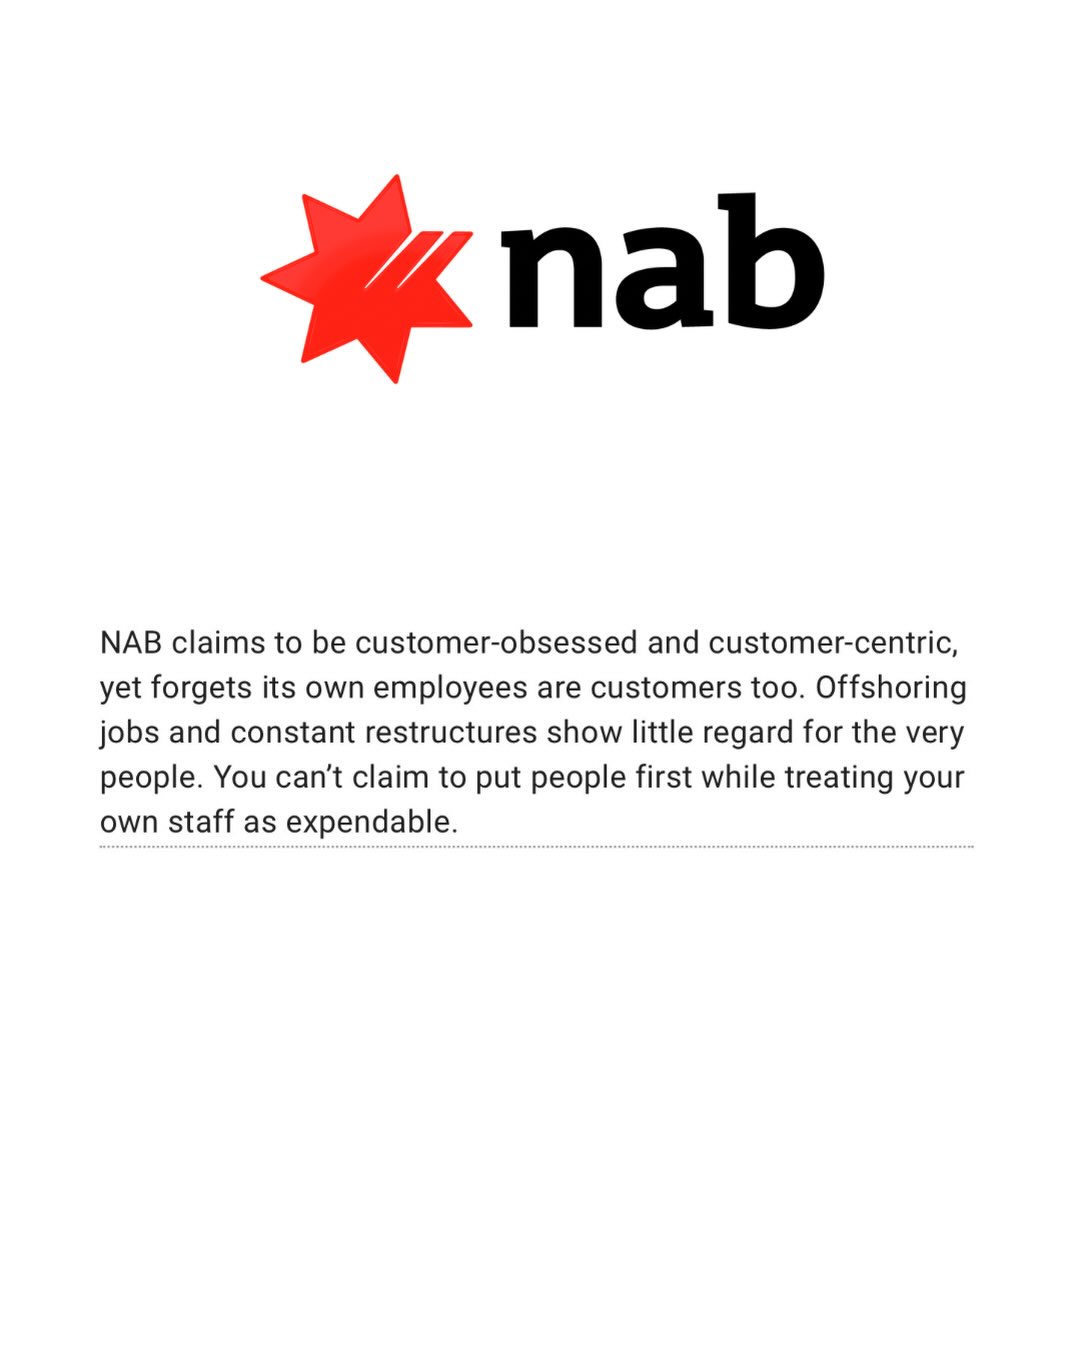 nab
NAB claims to be customer-obsessed and customer-centric,
yet forgets its own employees are customers too. Offshoring
jobs and constant restructures show little regard for the very
people. You can’t claim to put people first while treating your
own staff as expendable.